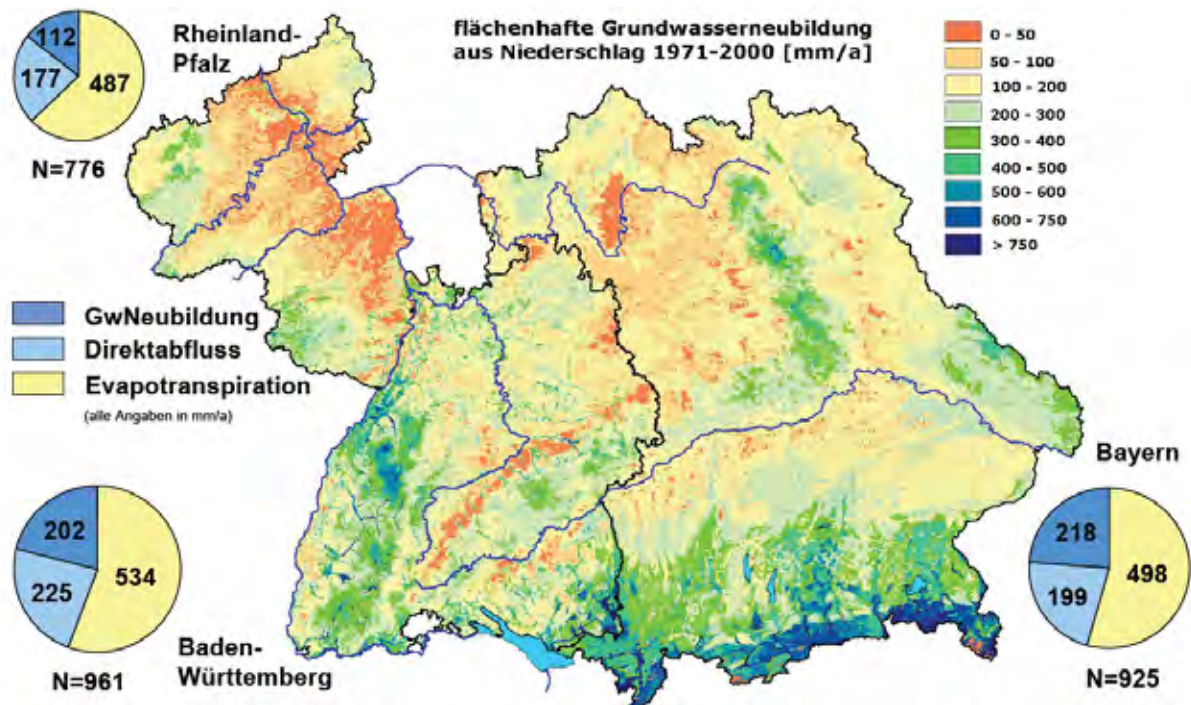 112
177
487
N=776
Rheinland-
Pfalz
flächenhafte Grundwasserneubildung
aus Niederschlag 1971-2000 [mm/a]
0 - 50
50 - 100
100 - 200
200 - 300
300 - 400
400 - 500
500 - 600
600 - 750
> 750
GwNeubildung
Direktabfluss
Evapotranspiration
(alle Angaben in mm/a)
202
225
534
N=961
Baden-
Württemberg
Bayern
218
199
498
N=925